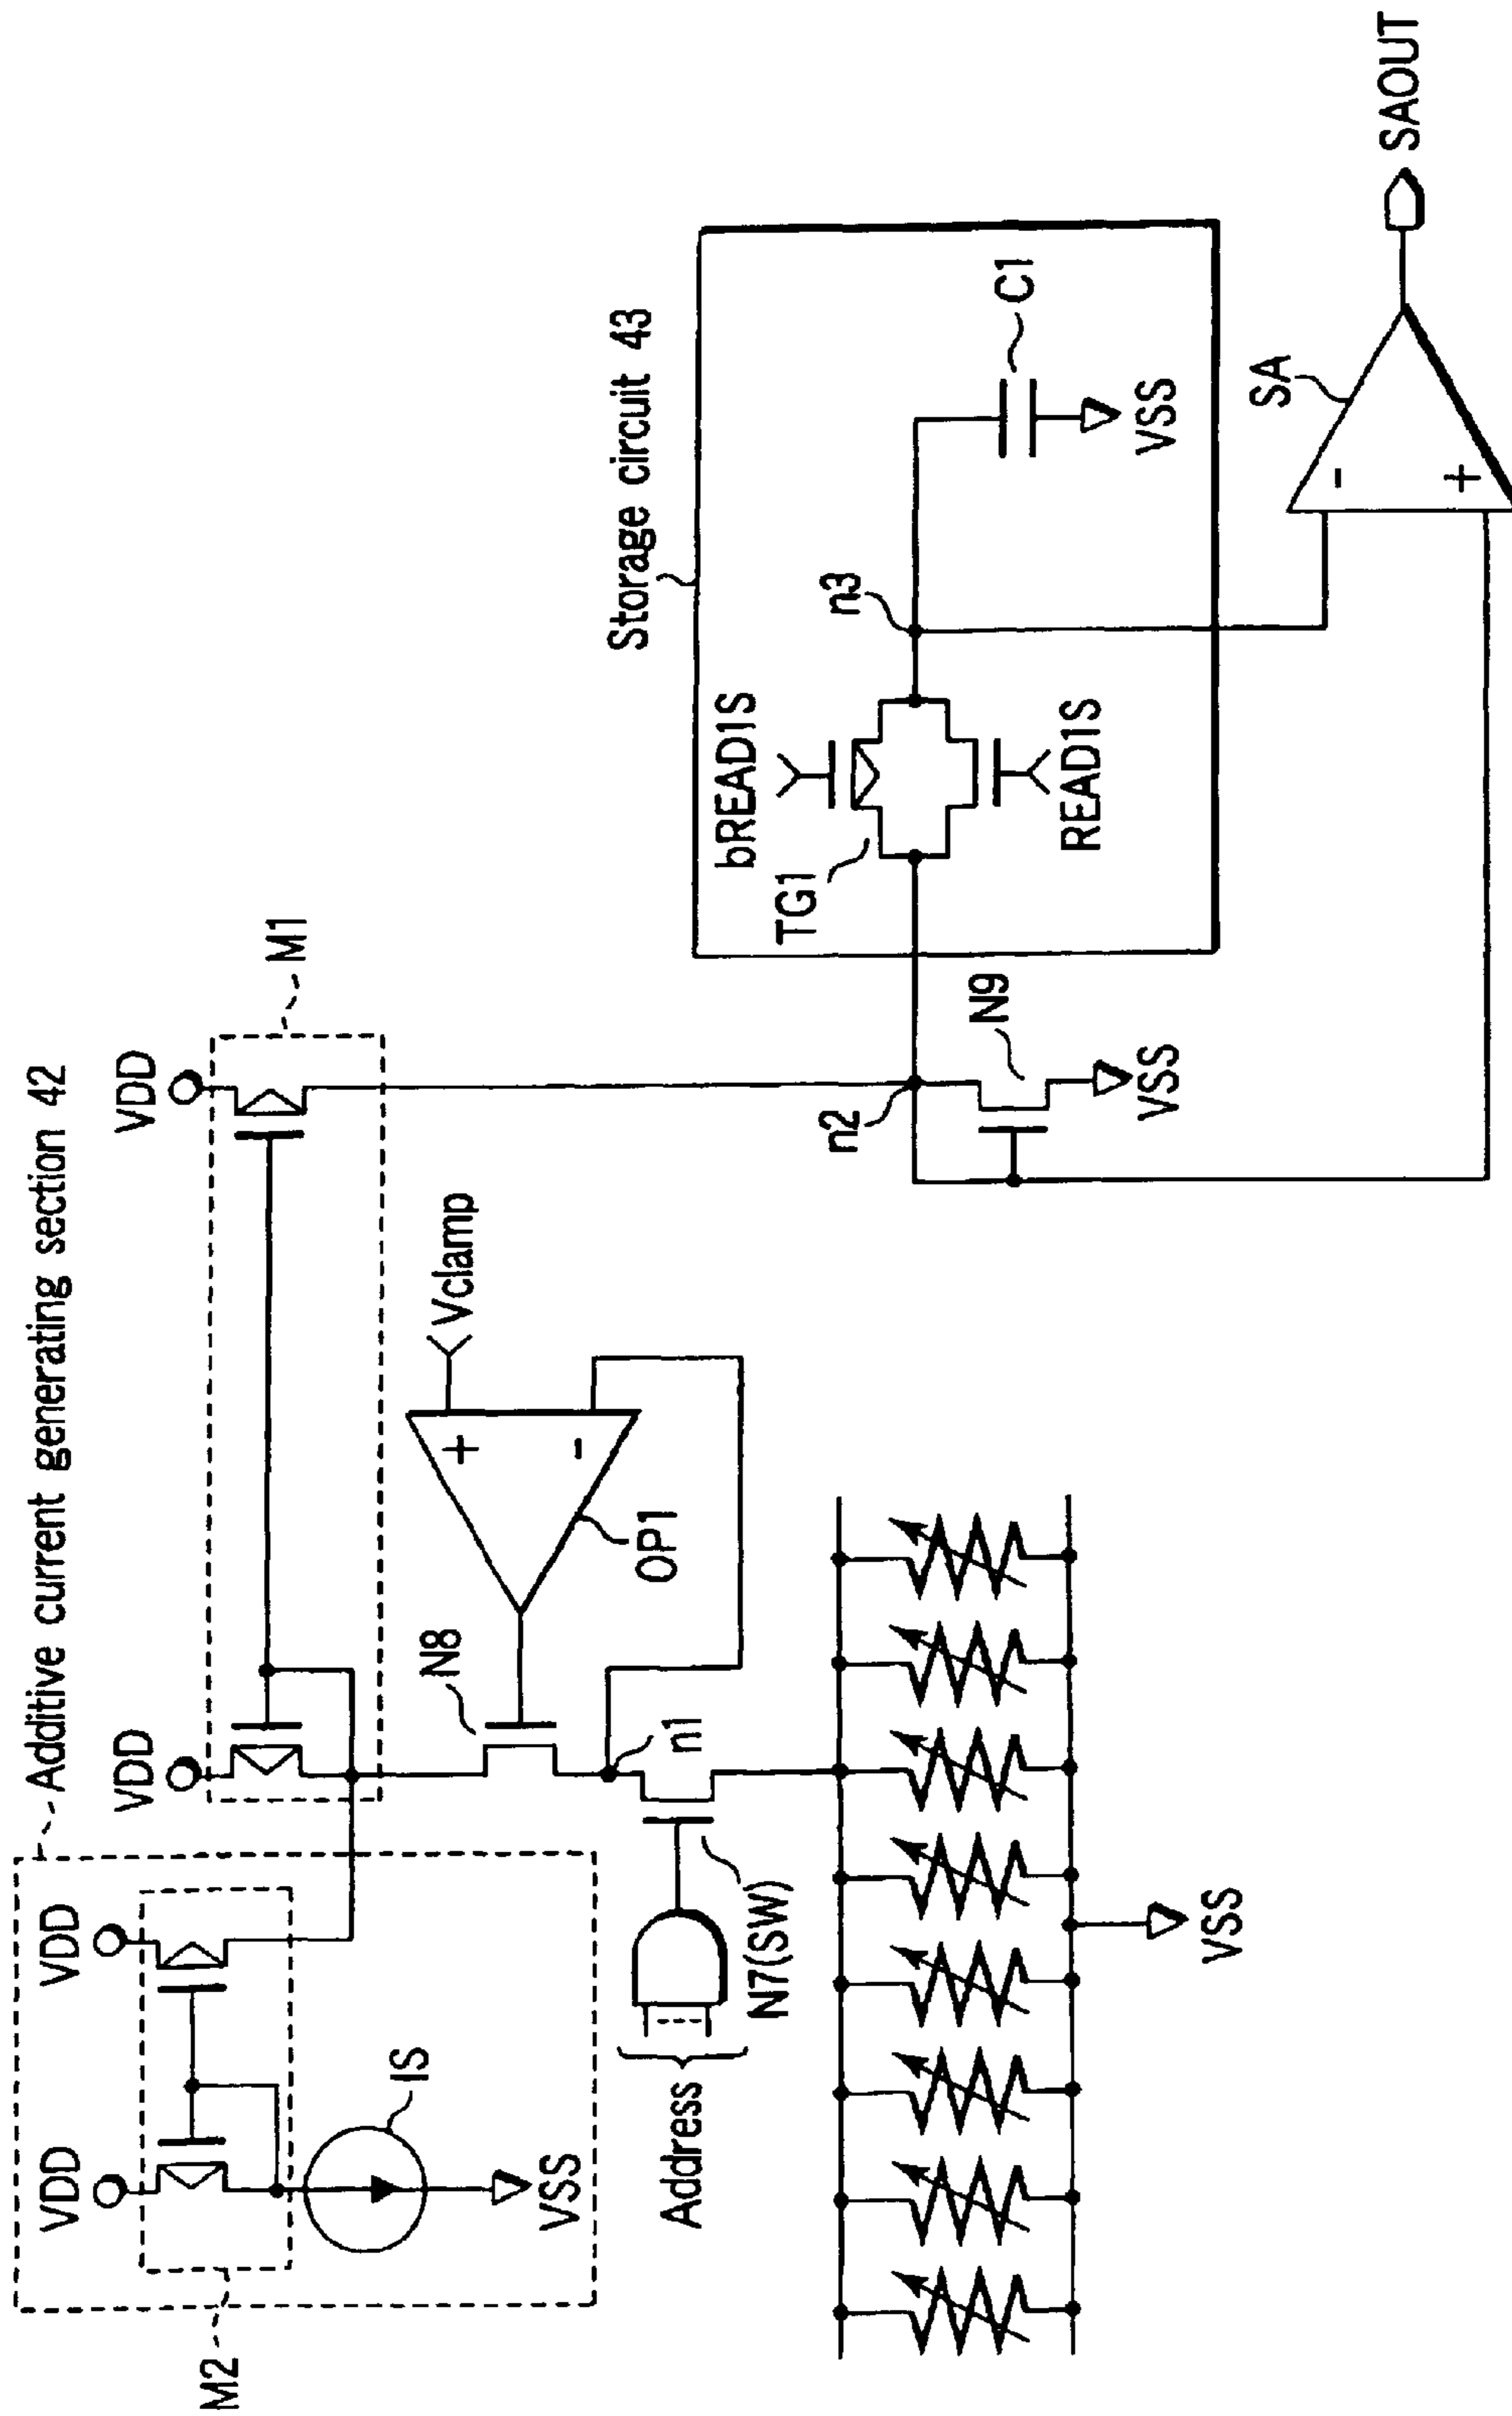 Additive current generating section 42
VDD
VDD
VDD
VDD
M1
M2
IS
VSS
N8
Vclamp
+
-
OP1
n1
Address
N7(SW)
VSS
Storage circuit 43
bREAD1S
TG1
READ1S
n3
C1
VSS
n2
N9
VSS
SA
-
+
SAOUT